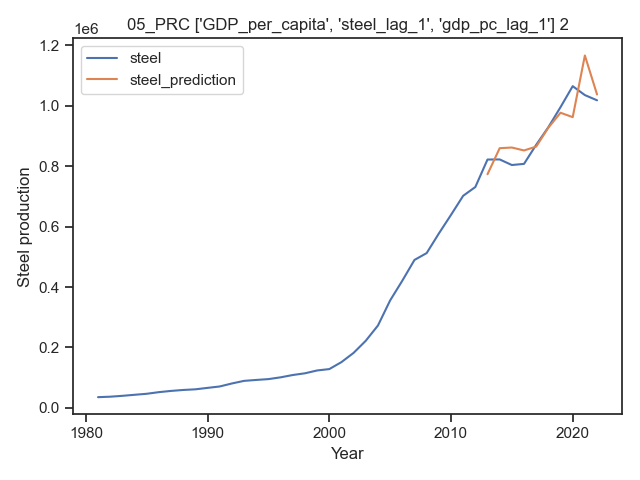 05_PRC ['GDP_per_capita', 'steel_lag_1', 'gdp_pc_lag_1'] 2
1e6
steel
steel_prediction
1.2
1.0
0.8
0.6
0.4
0.2
0.0
Steel production
1980
1990
2000
2010
2020
Year